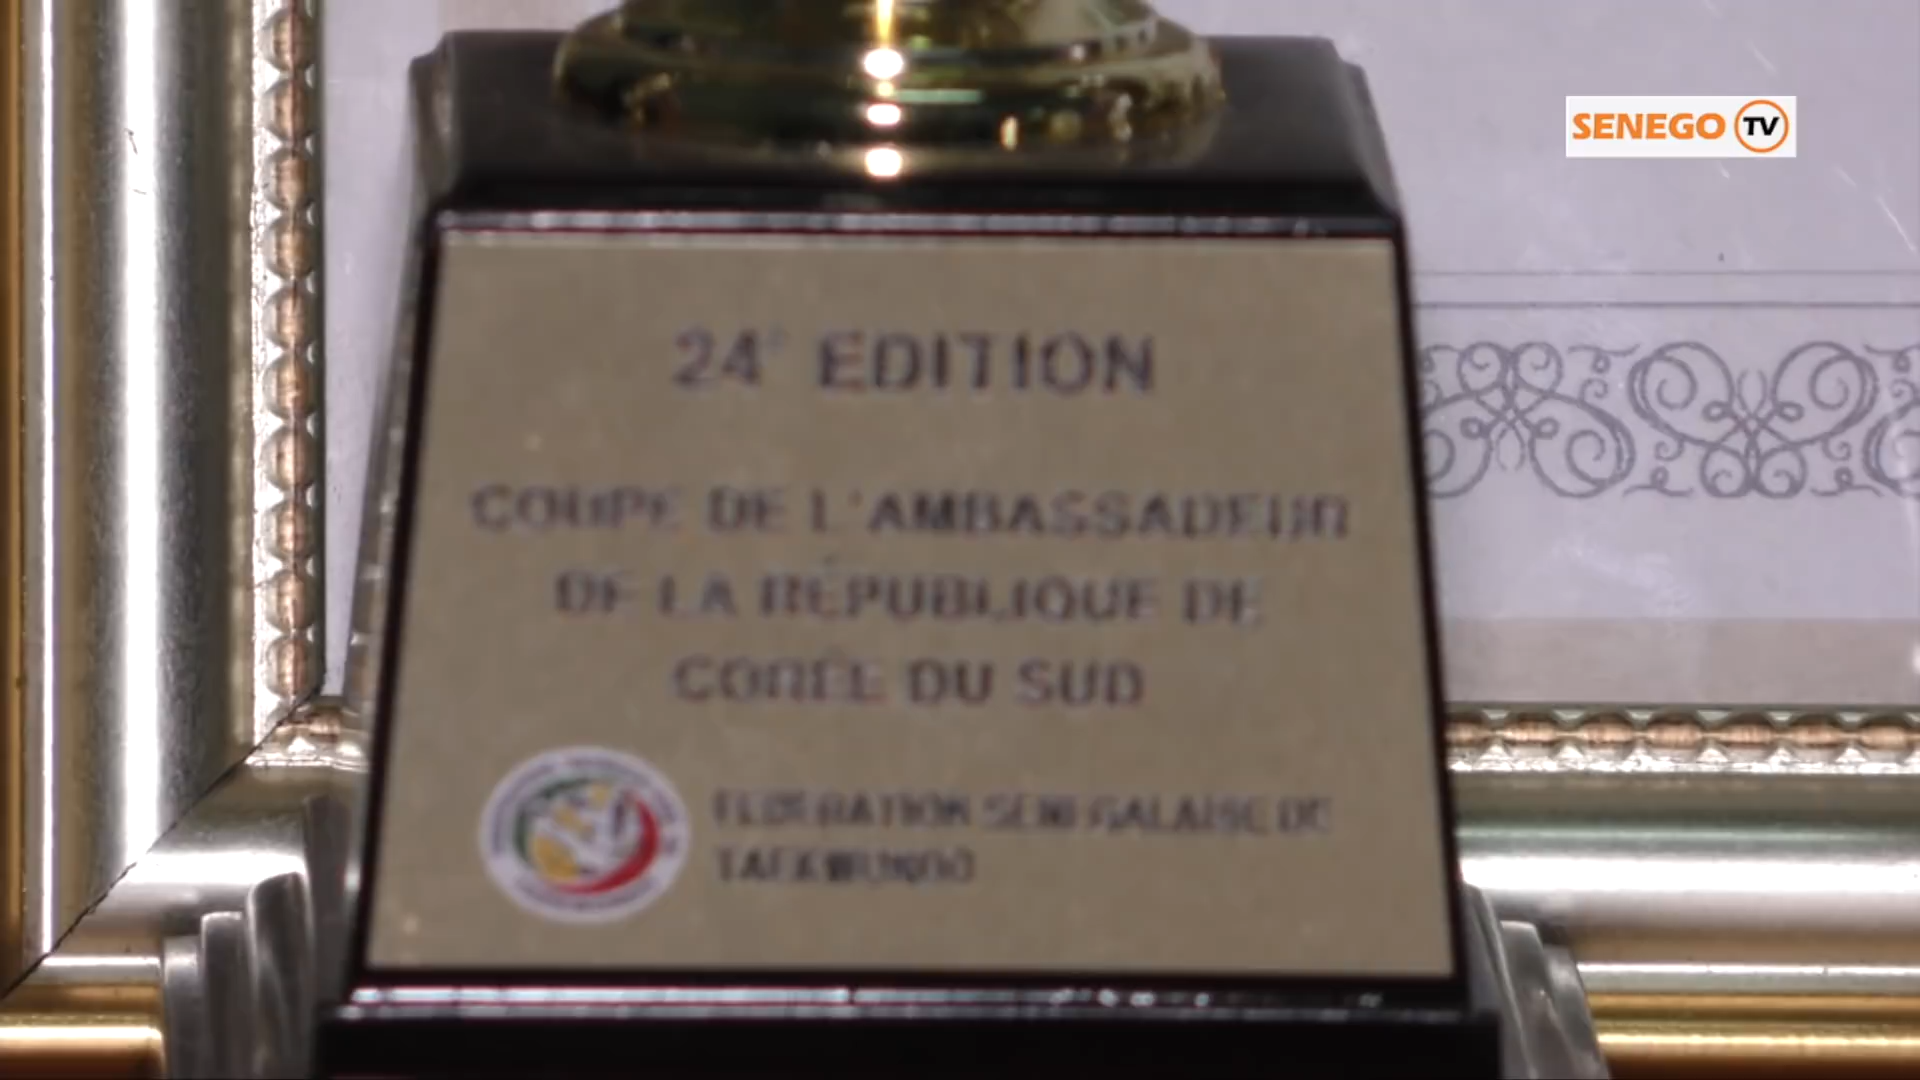 SENEGO TV
24e EDITION
COUPE DE L'AMBASSADEUR
DE LA RÉPUBLIQUE DE
CORÉE DU SUD
FEDERATION SENEGALAISE DE
TAEKWONDO